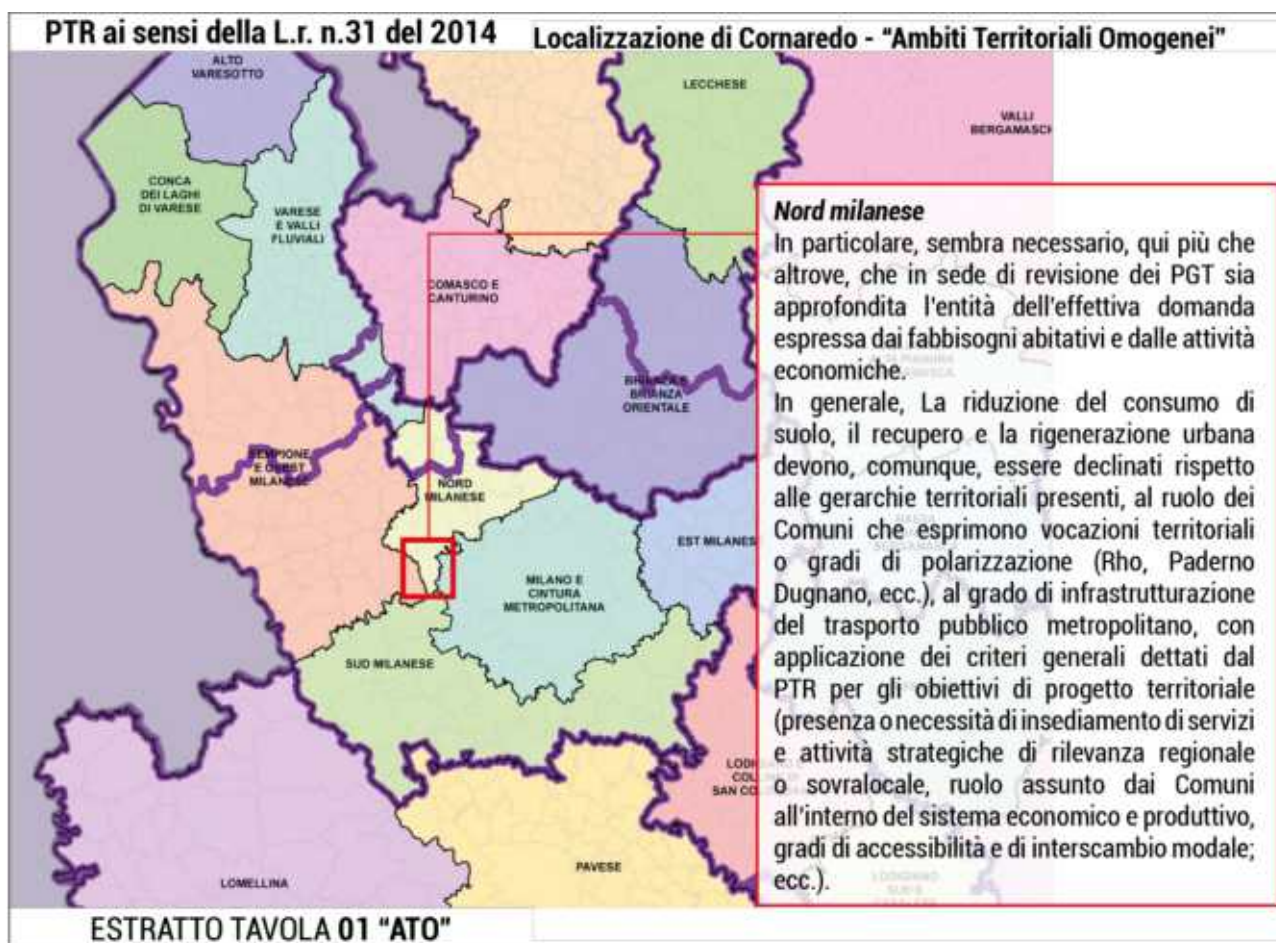 PTR ai sensi della L.r. n.31 del 2014
Localizzazione di Cornaredo - “Ambiti Territoriali Omogenei”
ALTO
VARESOTTO
LECCHESE
VALLI
CONCA
DEI LAGHI
DI VARESE
VARESE
E VALLI
FLUVIALI
COMASCO E
CANTURINO
BRIANZA ORIENTALE
SEMPIONE
E OVEST
MILANESE
NORD
MILANESE
MILANO E
CINTURA
METROPOLITANA
SUD MILANESE
PAVESE
LOMELLINA
Nord milanese
In particolare, sembra necessario, qui più che
altrove, che in sede di revisione dei PGT sia
approfondita l'entità dell'effettiva domanda
espressa dai fabbisogni abitativi e dalle attività
economiche.
In generale, La riduzione del consumo di
suolo, il recupero e la rigenerazione urbana
devono, comunque, essere declinati rispetto
alle gerarchie territoriali presenti, al ruolo dei
Comuni che esprimono vocazioni territoriali
o gradi di polarizzazione (Rho, Paderno
Dugnano, ecc.), al grado di infrastrutturazione
del trasporto pubblico metropolitano, con
applicazione dei criteri generali dettati dal
PTR per gli obiettivi di progetto territoriale
(presenza o necessità di insediamento di servizi
e attività strategiche di rilevanza regionale
o sovralocale, ruolo assunto dai Comuni
all'interno del sistema economico e produttivo,
gradi di accessibilità e di interscambio modale;
ecc.).
ESTRATTO TAVOLA 01 “ATO”